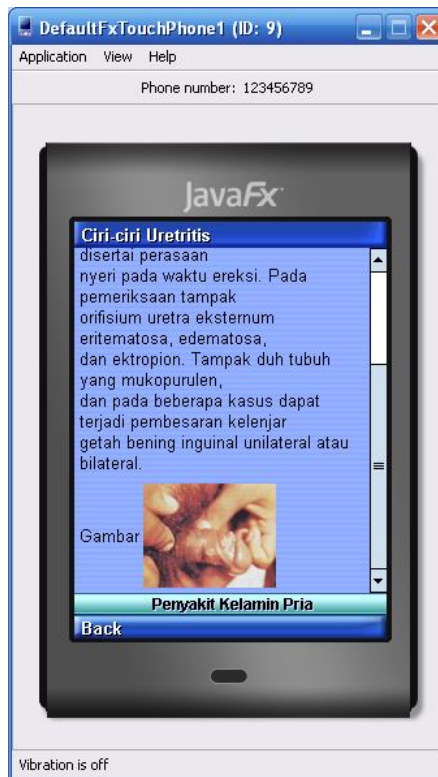 DefaultFxTouchPhone1 (ID: 9)
Application View Help
Phone number: 123456789
JavaFx
Ciri-ciri Uretritis
disertai perasaan
nyeri pada waktu ereksi. Pada
pemeriksaan tampak
orifisium uretra eksternum
eritematosa, edematosa,
dan ektropion. Tampak duh tubuh
yang mukopurulen,
dan pada beberapa kasus dapat
terjadi pembesaran kelenjar
getah bening inguinal unilateral atau
bilateral.
Gambar
Penyakit Kelamin Pria
Back
Vibration is off